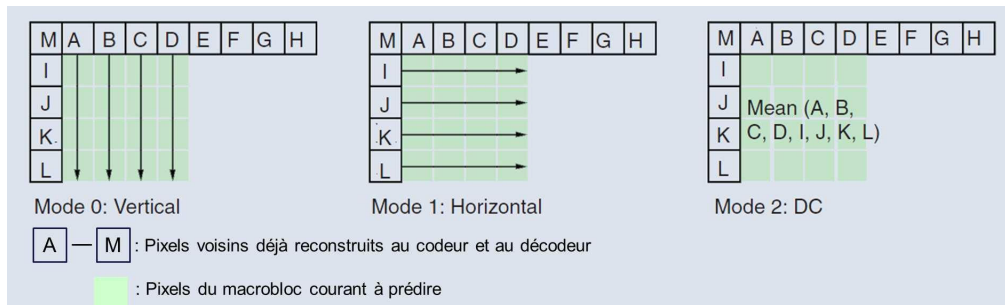 M A B C D E F G H
I
J
K
L
Mode 0: Vertical
M A B C D E F G H
I
J
K
L
Mode 1: Horizontal
M A B C D E F G H
I
J
K
L
Mean (A, B,
C, D, I, J, K, L)
Mode 2: DC
A — M : Pixels voisins déjà reconstruits au codeur et au décodeur
: Pixels du macrobloc courant à prédire